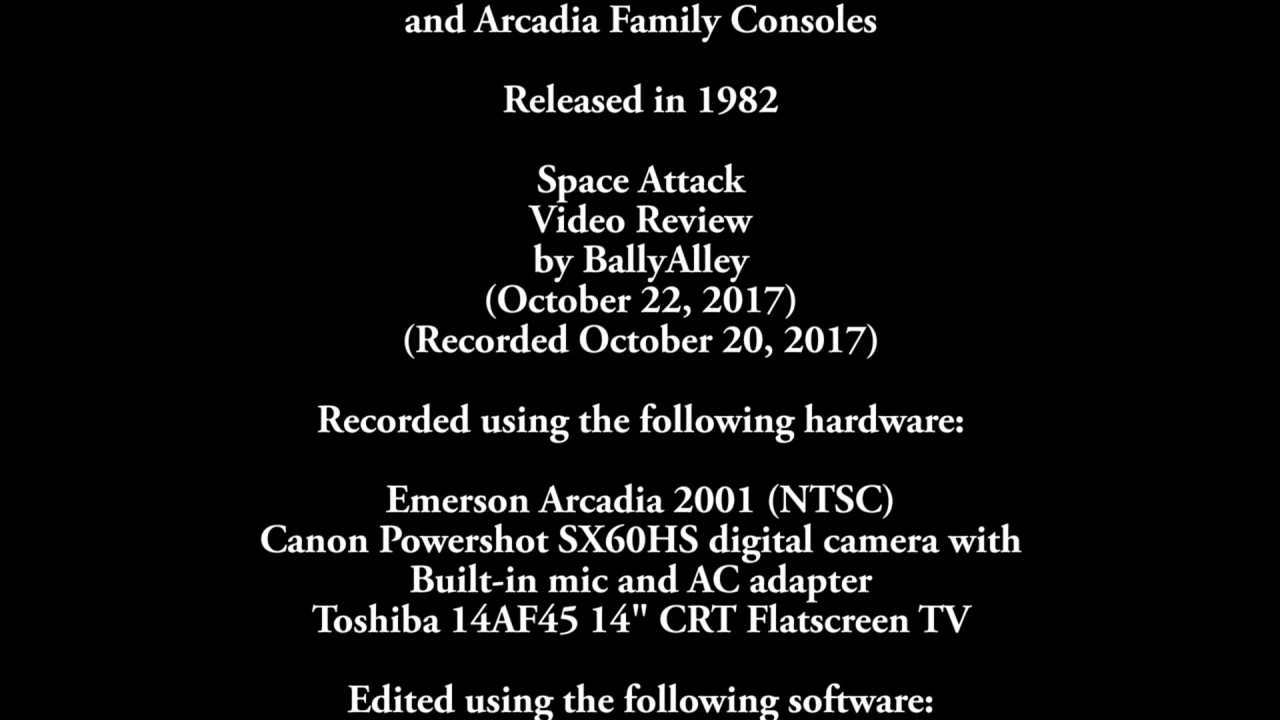 and Arcadia Family Consoles
Released in 1982
Space Attack
Video Review
by BallyAlley
(October 22, 2017)
(Recorded October 20, 2017)
Recorded using the following hardware:
Emerson Arcadia 2001 (NTSC)
Canon Powershot SX60HS digital camera with
Built-in mic and AC adapter
Toshiba 14AF45 14" CRT Flatscreen TV
Edited using the following software: